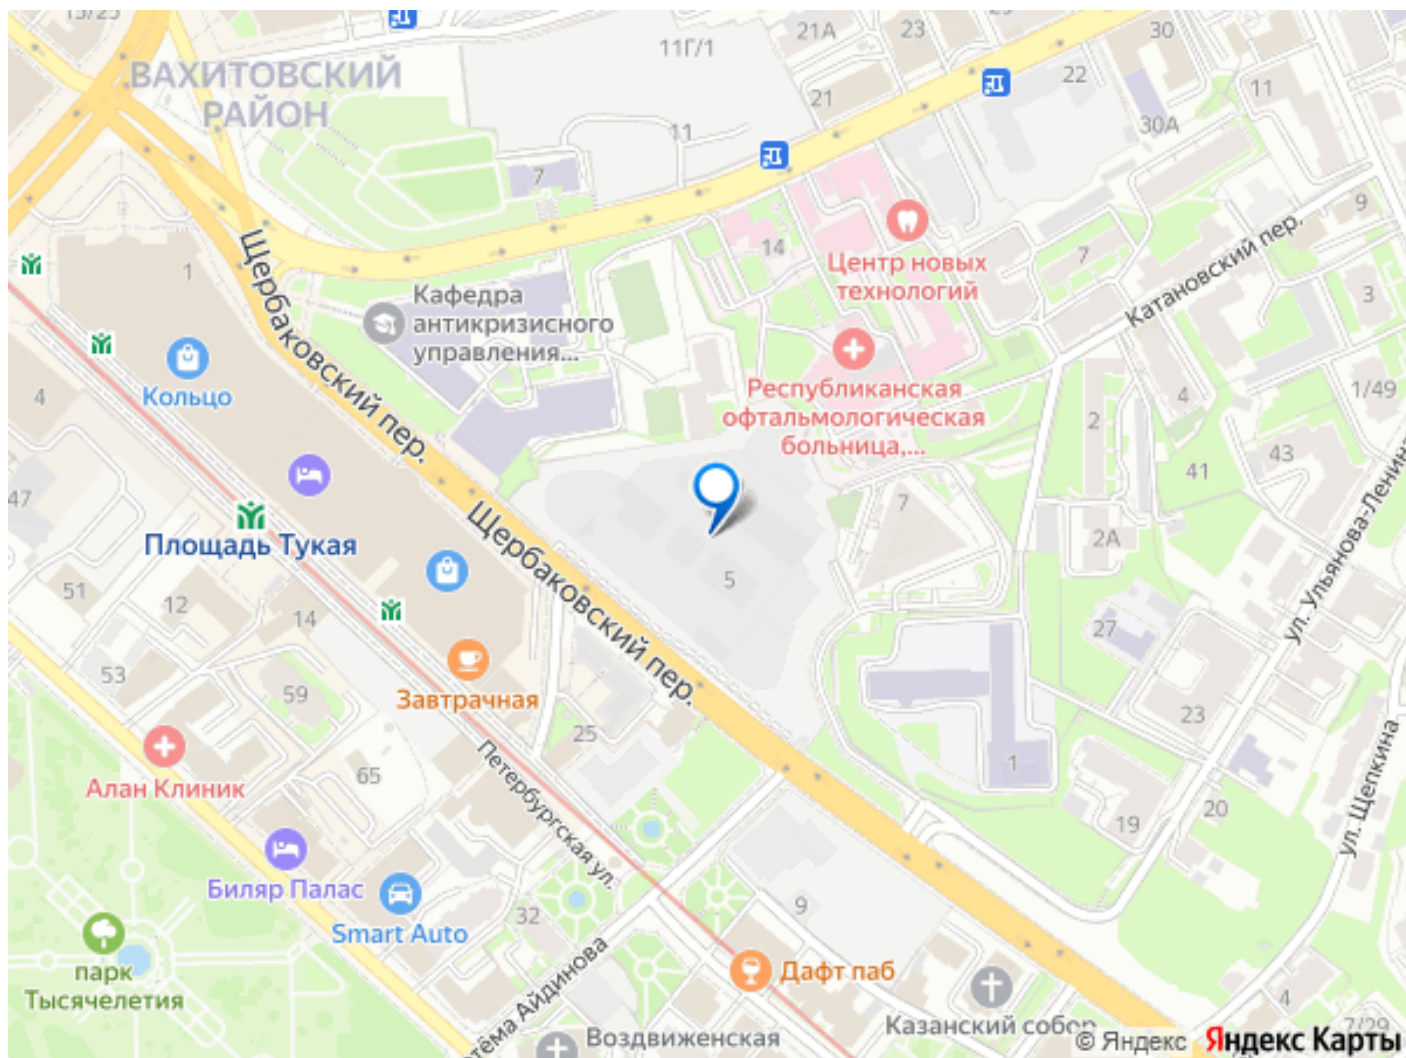 15/25
11Г/1
21А
23
29
30
ВАХИТОВСКИЙ
РАЙОН
22
11
21
30А
11
7
9
14
7
1
Щербаковский пер.
Центр новых
технологий
Катановский пер.
3
Кафедра
антикризисного
управления...
Кольцо
4
Республиканская
офтальмологическая
больница,...
2
4
1/49
43
41
47
7
Щербаковский пер.
Площадь Тукая
2А
ул. Ульянова-Ленина
51
12
14
5
27
53
59
Завтрачная
25
23
Алан Клиник
65
Петербургская ул.
1
19
20
ул. Щепкина
Биляр Палас
Smart Auto
32
9
парк
Тысячелетия
Дафт паб
тёма Айдинова
Воздвиженская
Казанский собор
4
7/29
© Яндекс Яндекс Карты